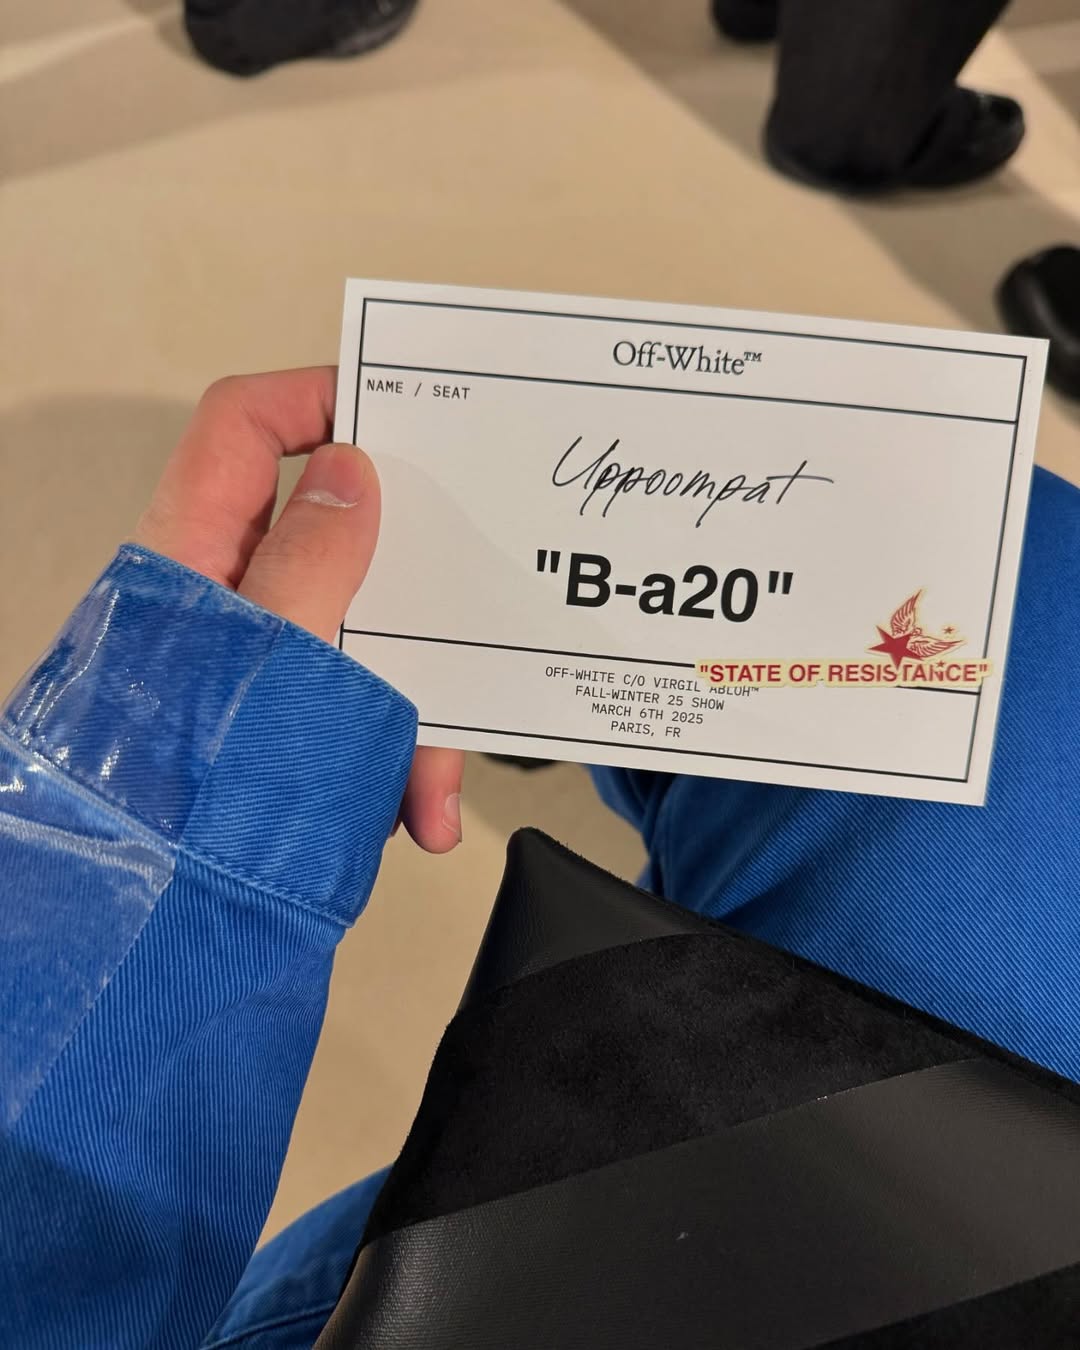 Off-White™
NAME / SEAT
Uppoompat
"B-a20"
"STATE OF RESISTANCE"
OFF-WHITE C/O VIRGIL ABLOH™
FALL-WINTER 25 SHOW
MARCH 6TH 2025
PARIS, FR